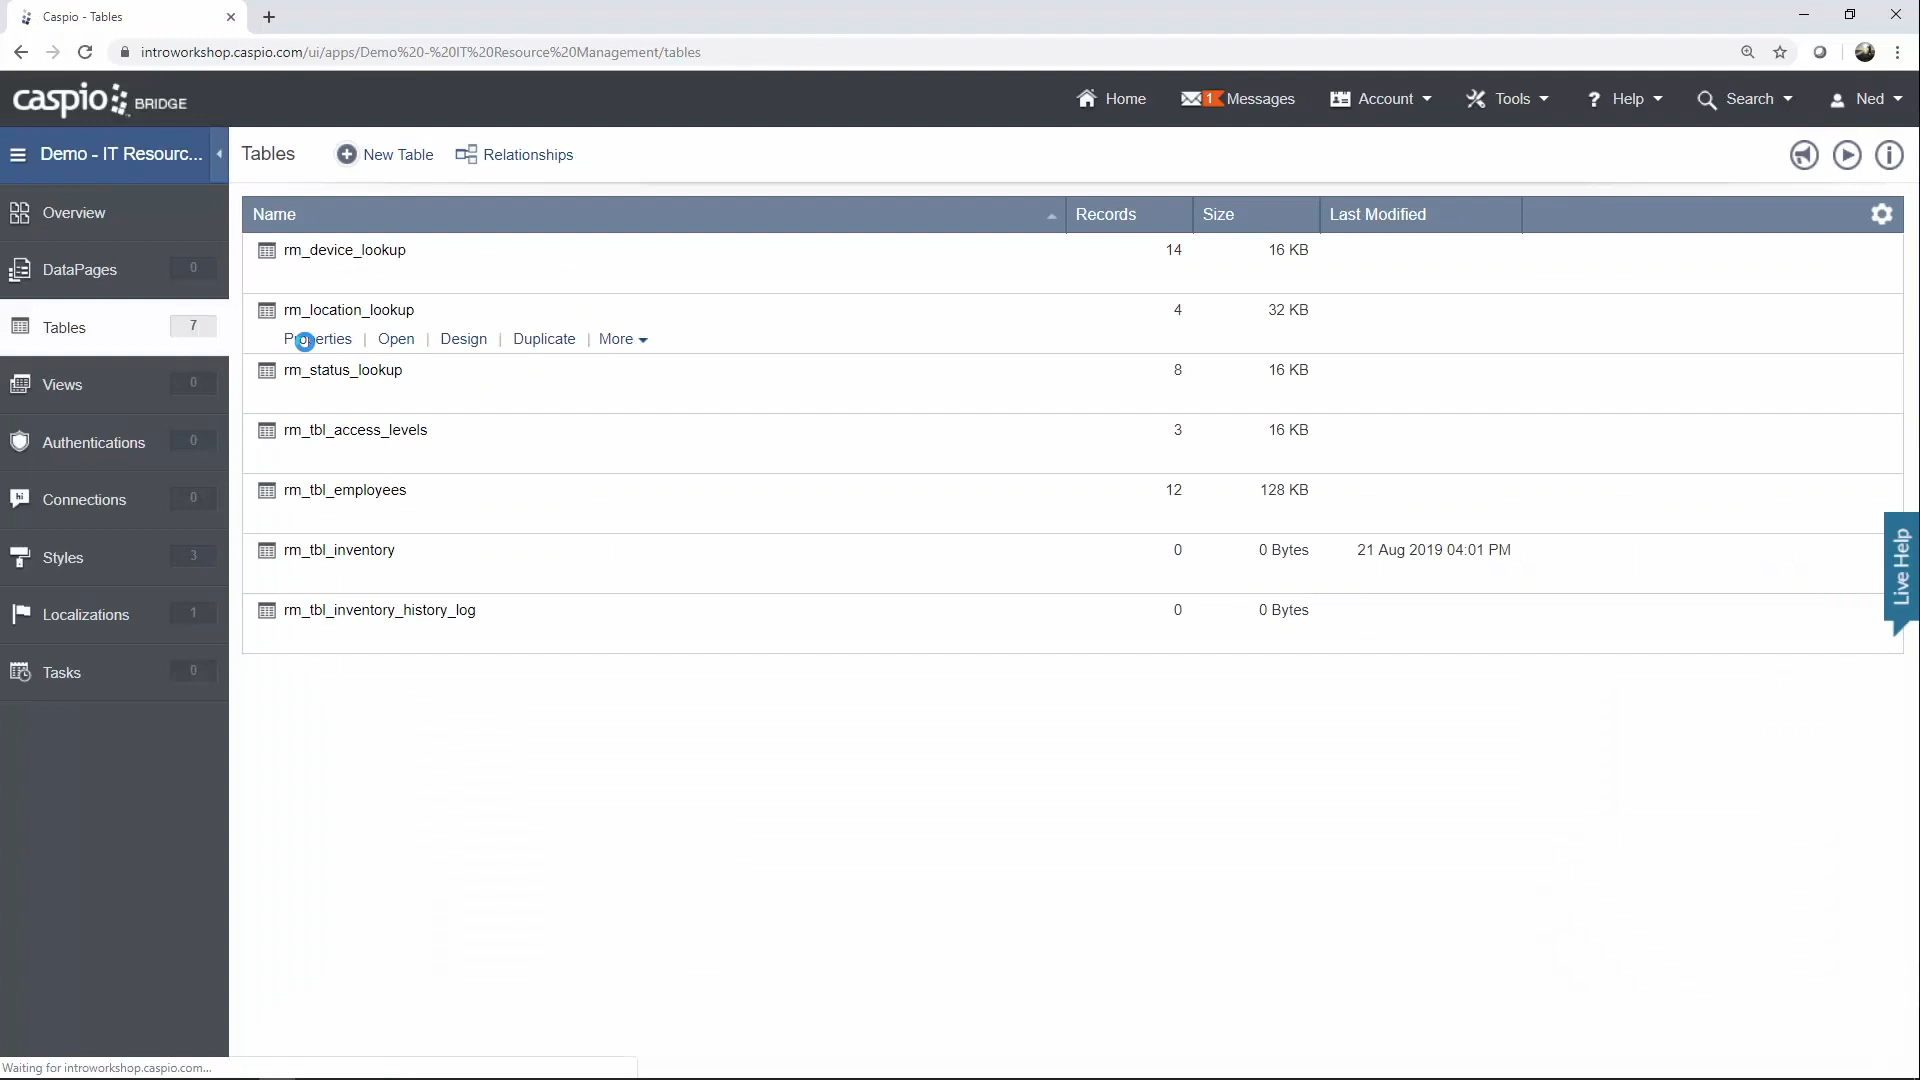 Caspio - Tables
introworkshop.caspio.com/ui/apps/Demo%20-%20IT%20Resource%20Management/tables
caspio BRIDGE
Home
1 Messages
Account
Tools
? Help
Search
Ned
Demo - IT Resourc...
Tables
New Table
Relationships
Overview
DataPages 0
Tables 7
Views 0
Authentications 0
Connections 0
Styles 3
Localizations 1
Tasks 0
Name Records Size Last Modified
rm_device_lookup 14 16 KB
rm_location_lookup 4 32 KB
Properties | Open | Design | Duplicate | More
rm_status_lookup 8 16 KB
rm_tbl_access_levels 3 16 KB
rm_tbl_employees 12 128 KB
rm_tbl_inventory 0 0 Bytes 21 Aug 2019 04:01 PM
rm_tbl_inventory_history_log 0 0 Bytes
Live Help
Waiting for introworkshop.caspio.com...